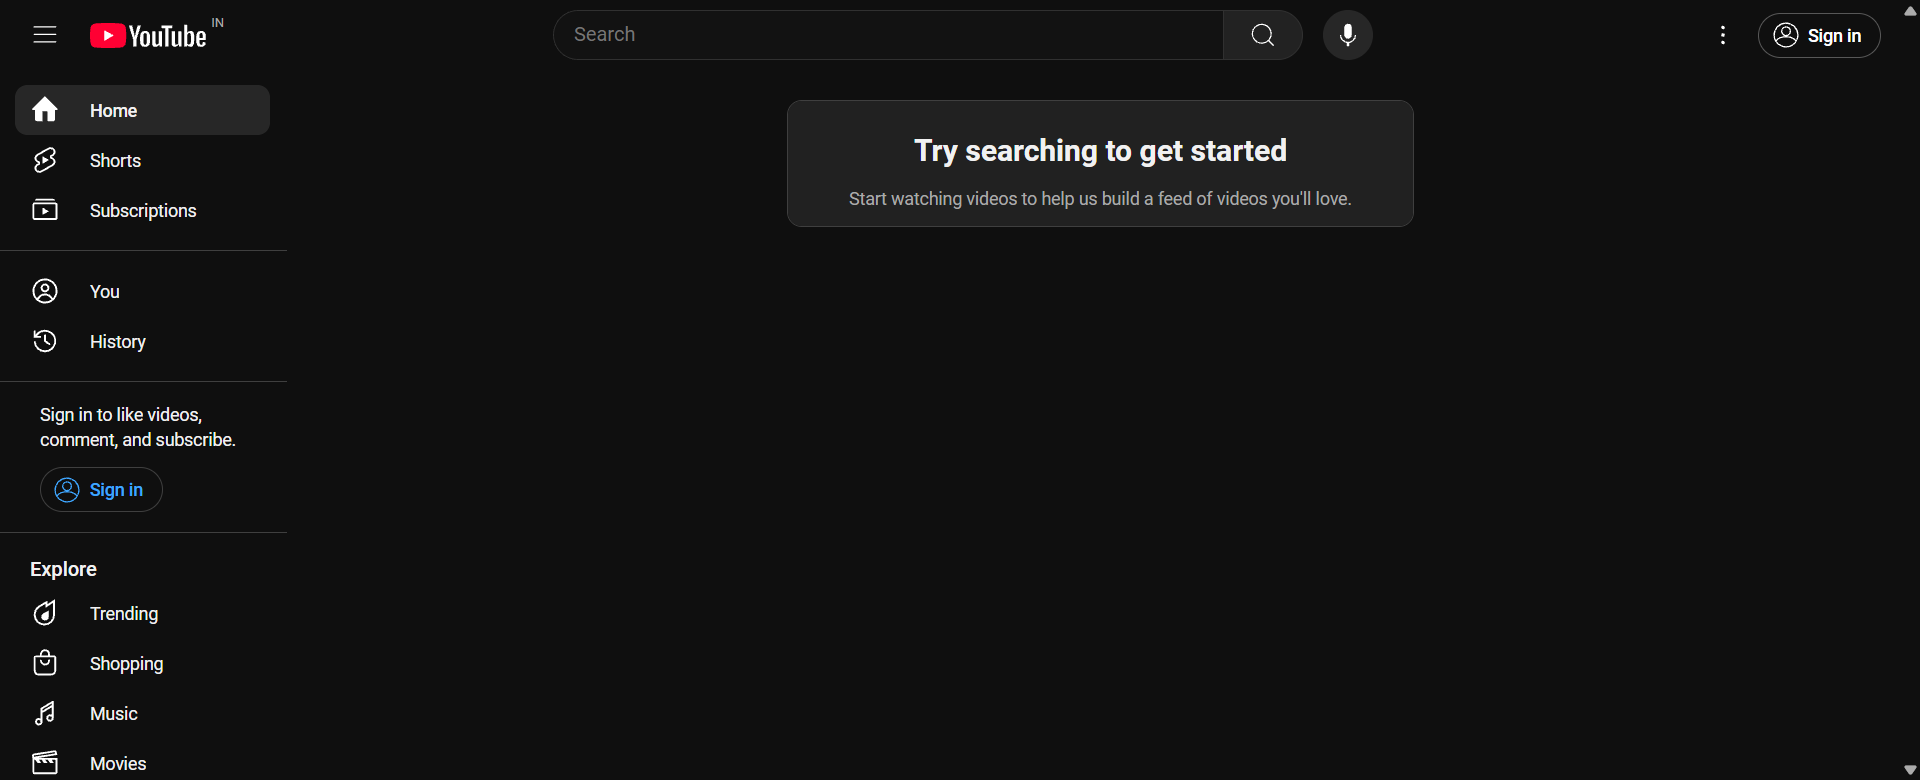 YouTube IN
Search
Sign in
Home
Shorts
Subscriptions
You
History
Sign in to like videos,
comment, and subscribe.
Sign in
Explore
Trending
Shopping
Music
Movies
Try searching to get started
Start watching videos to help us build a feed of videos you'll love.